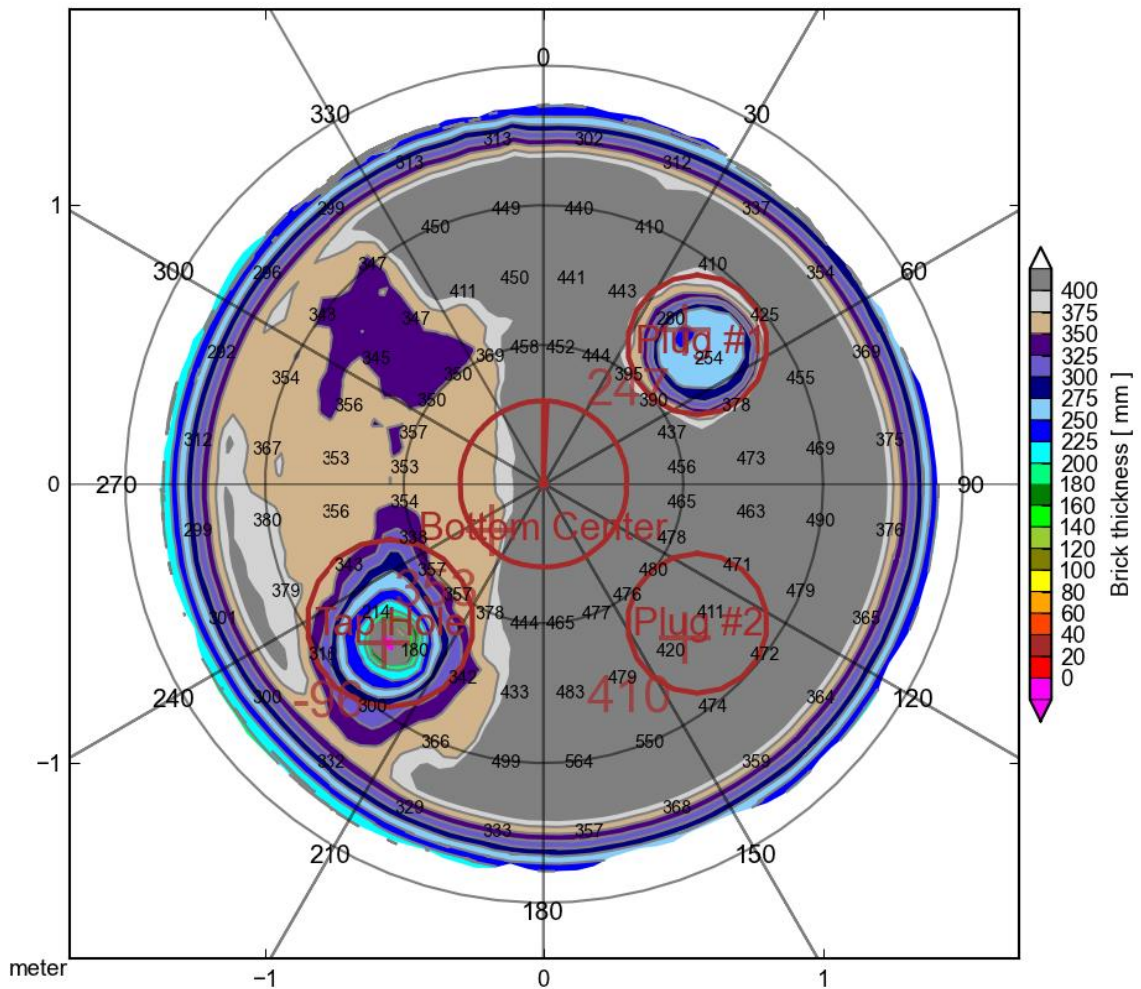 0
330 30
313 302
313 312
299 337
1
450 449 440 410
300 60
296 347 411 450 441 443 410 354
343 347 280 425
Plug #1
292 345 369 458 452 444 254 369
354 350 395 455
247
356 350 390 378
312 357 437 375
367 353 353 456 473 469
0 270 90
356 354 465 463
299 380 338 478 490 376
Bottom Center
343 357 480 471
353
379 357 476 479
301 214 378 444 465 477 411 365
Tap Hole Plug #2
316 180 420 472
342 479
240 300 433 483 364 120
-96 300 410 474
366 550
332 499 564 359
−1
329 368
333 357
210 150
180
meter
−1 0 1
400
375
350
325
300
275
250
225
200
180
160
140
120
100
80
60
40
20
0
Brick thickness [ mm ]